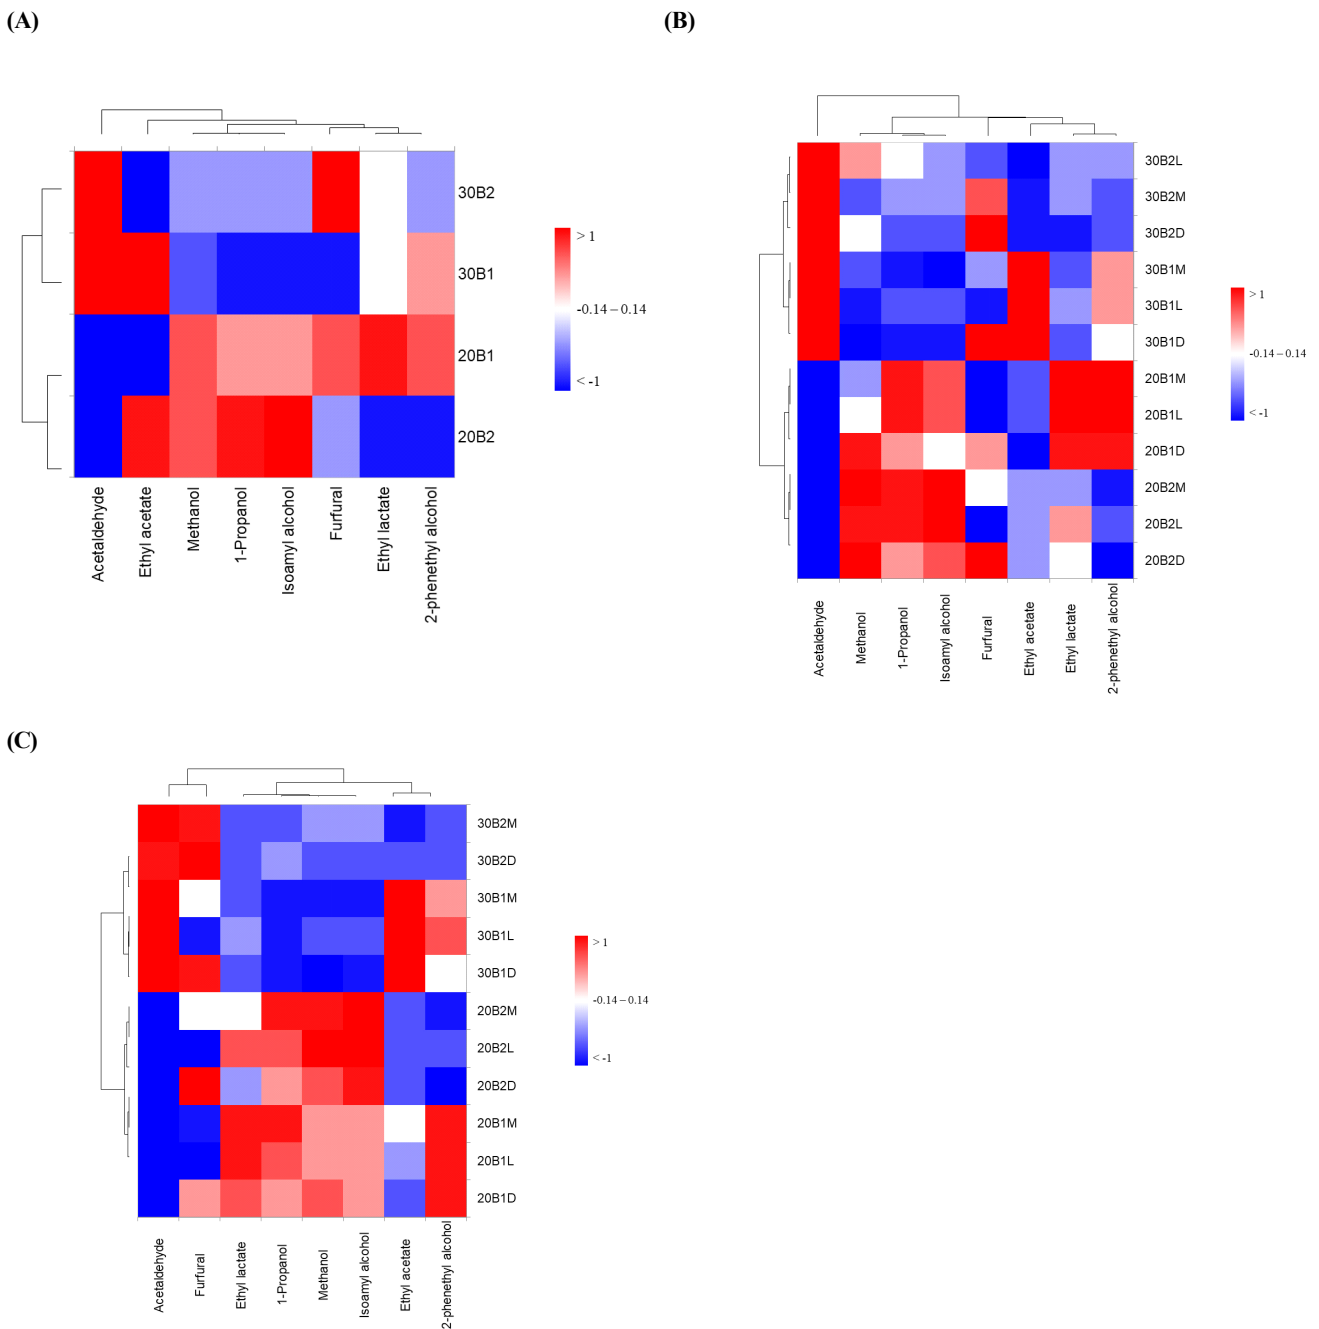 (A)
30B2
30B1
20B1
20B2
> 1
-0.14 – 0.14
< -1
Acetaldehyde
Ethyl acetate
Methanol
1-Propanol
Isoamyl alcohol
Furfural
Ethyl lactate
2-phenethyl alcohol
(B)
30B2L
30B2M
30B2D
30B1M
30B1L
30B1D
20B1M
20B1L
20B1D
20B2M
20B2L
20B2D
> 1
-0.14 – 0.14
< -1
Acetaldehyde
Methanol
1-Propanol
Isoamyl alcohol
Furfural
Ethyl acetate
Ethyl lactate
2-phenethyl alcohol
(C)
30B2M
30B2D
30B1M
30B1L
30B1D
20B2M
20B2L
20B2D
20B1M
20B1L
20B1D
> 1
-0.14 – 0.14
< -1
Acetaldehyde
Furfural
Ethyl lactate
1-Propanol
Methanol
Isoamyl alcohol
Ethyl acetate
2-phenethyl alcohol